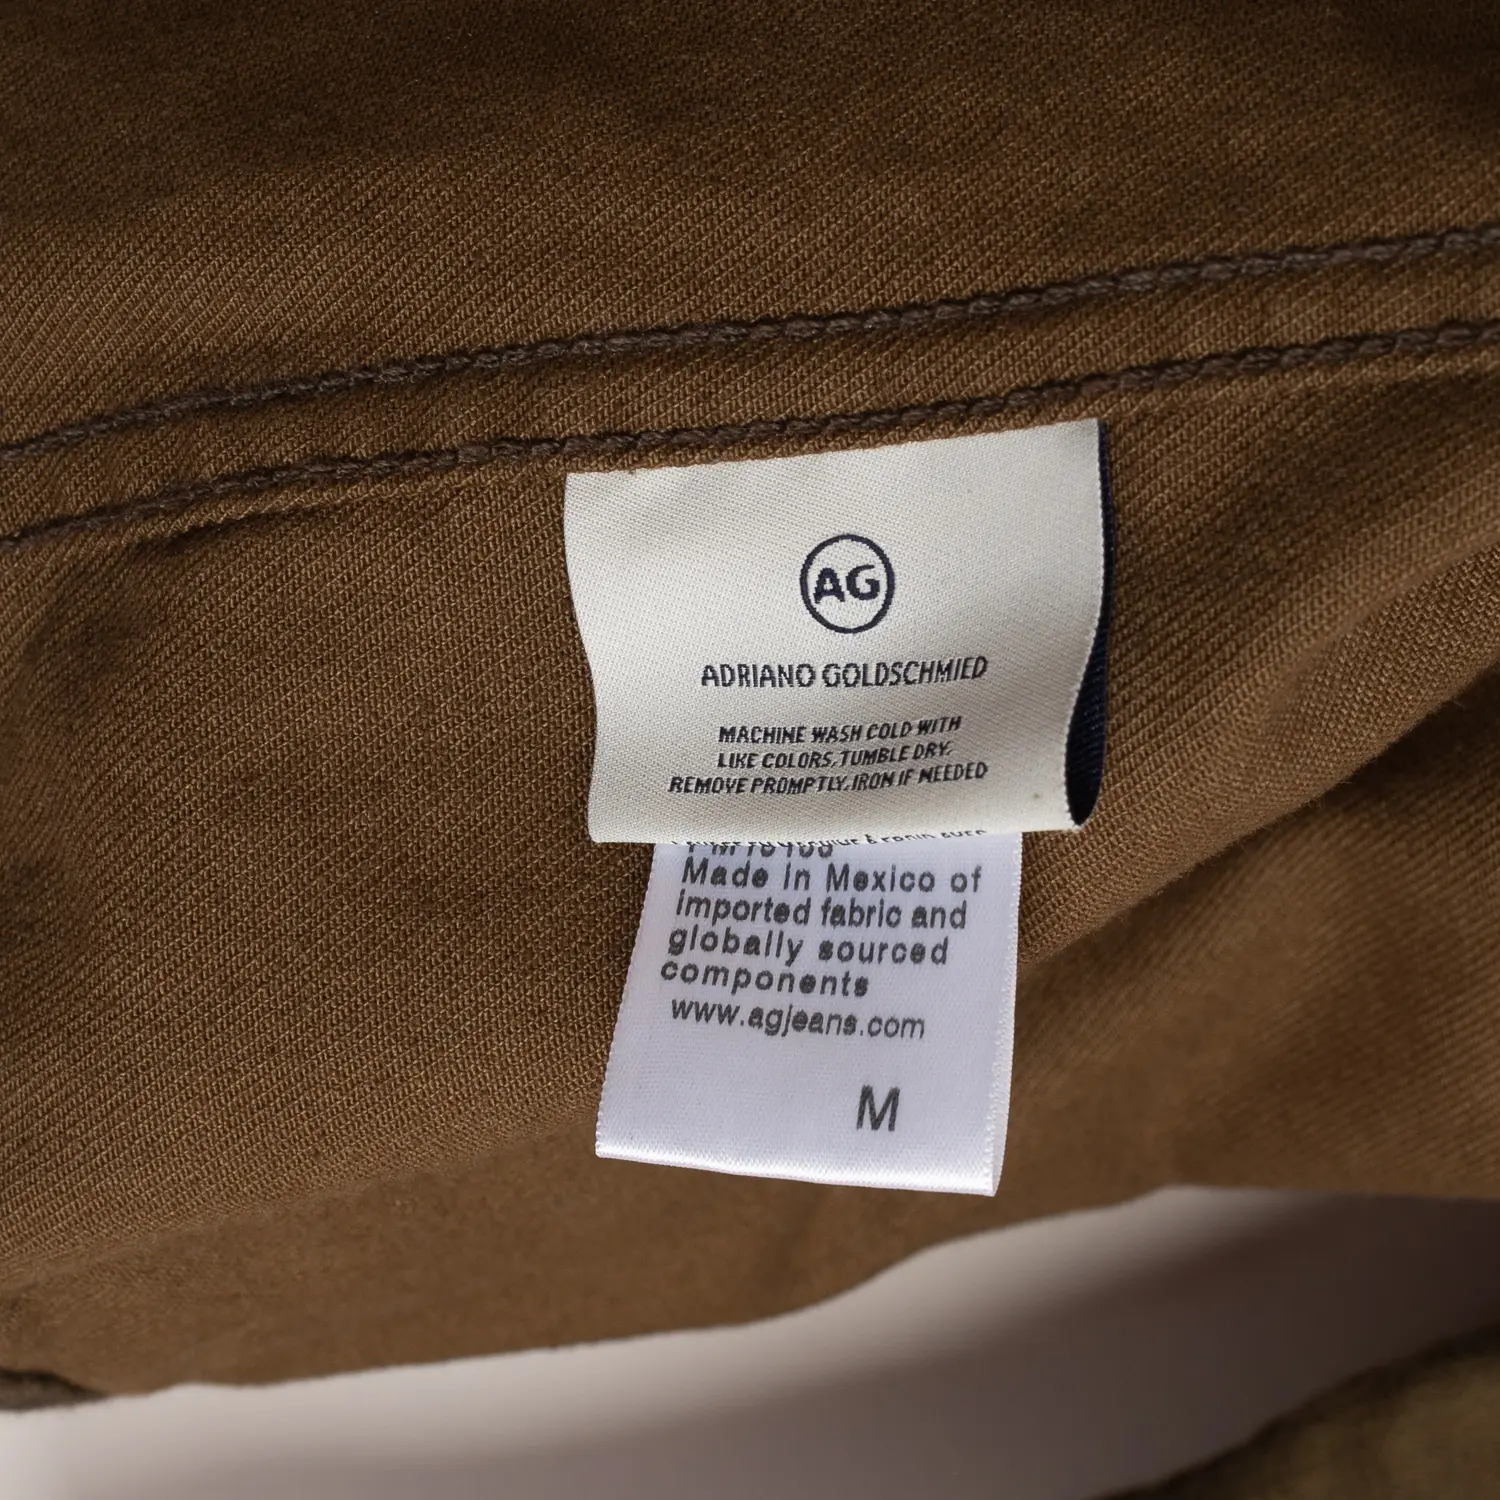 AG
ADRIANO GOLDSCHMIED
MACHINE WASH COLD WITH
LIKE COLORS, TUMBLE DRY.
REMOVE PROMPTLY, IRON IF NEEDED
Made in Mexico of
imported fabric and
globally sourced
components
www.agjeans.com
M